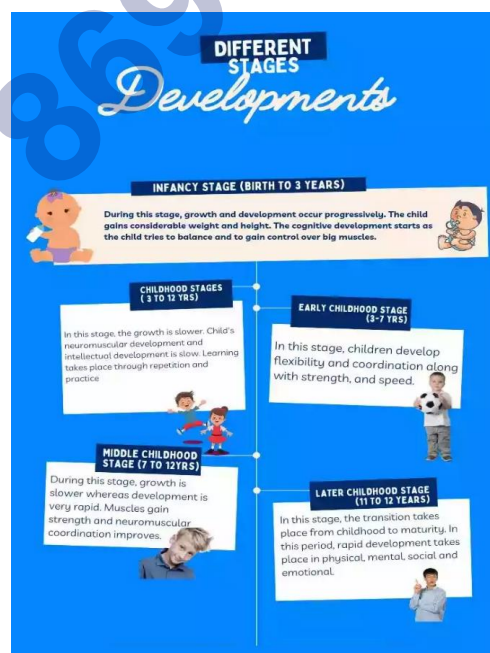 869
DIFFERENT
STAGES
Developments
INFANCY STAGE (BIRTH TO 3 YEARS)
During this stage, growth and development occur progressively. The child
gains considerable weight and height. The cognitive development starts as
the child tries to balance and to gain control over big muscles.
CHILDHOOD STAGES
( 3 TO 12 YRS)
In this stage, the growth is slower. Child's
neuromuscular development and
intellectual development is slow. Learning
takes place through repetition and
practice
EARLY CHILDHOOD STAGE
(3-7 YRS)
In this stage, children develop
flexibility and coordination along
with strength, and speed.
MIDDLE CHILDHOOD
STAGE (7 TO 12YRS)
During this stage, growth is
slower whereas development is
very rapid. Muscles gain
strength and neuromuscular
coordination improves.
LATER CHILDHOOD STAGE
(11 TO 12 YEARS)
In this stage, the transition takes
place from childhood to maturity. In
this period, rapid development takes
place in physical, mental, social and
emotional.